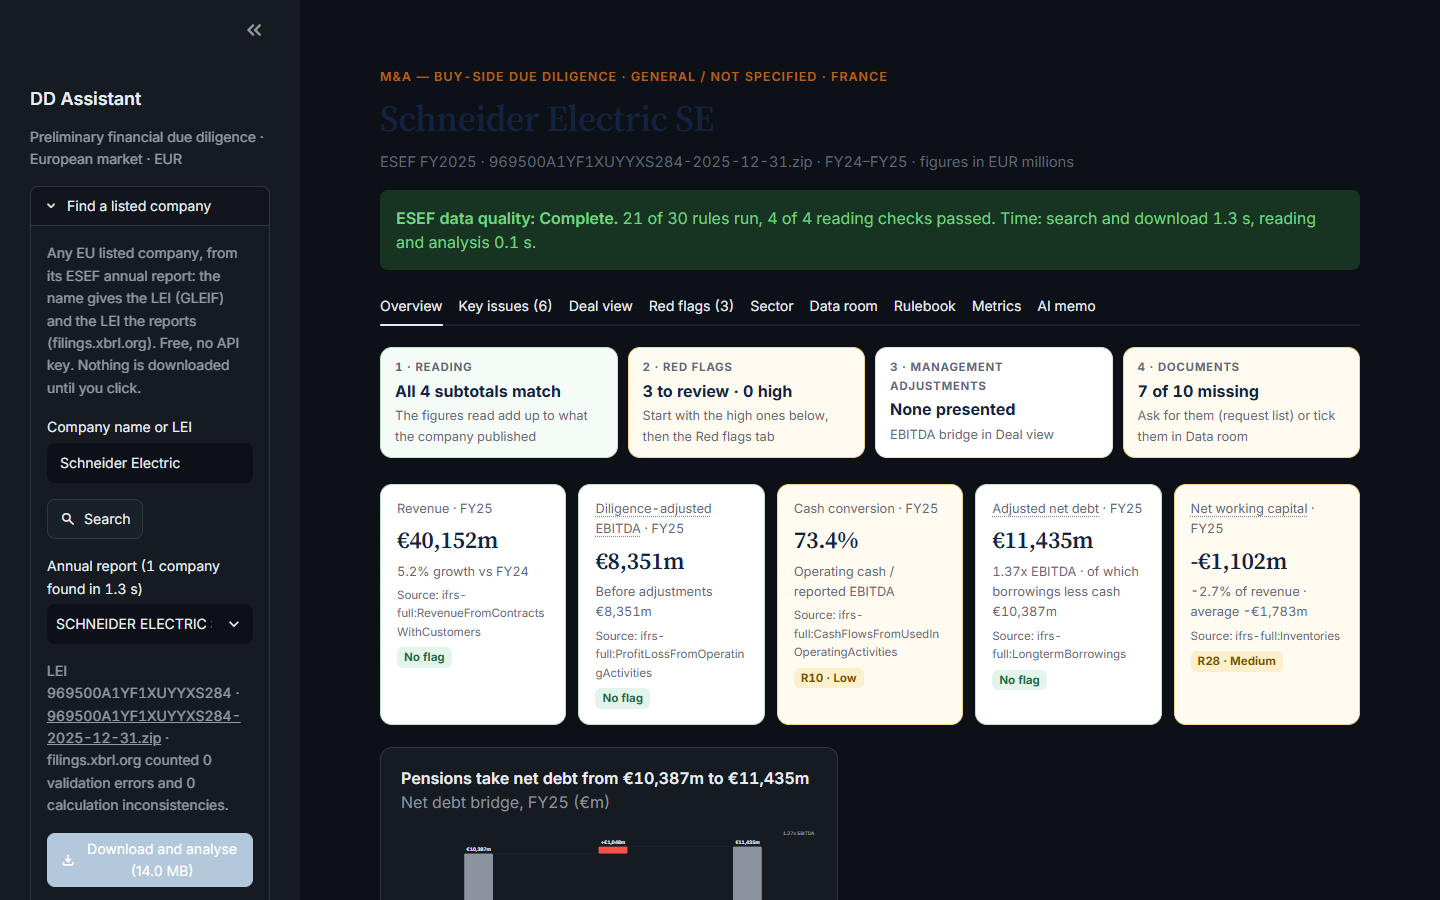 DD Assistant
Preliminary financial due diligence ·
European market · EUR
Find a listed company
Any EU listed company, from
its ESEF annual report: the
name gives the LEI (GLEIF)
and the LEI the reports
(filings.xbrl.org). Free, no API
key. Nothing is downloaded
until you click.
Company name or LEI
Schneider Electric
Search
Annual report (1 company
found in 1.3 s)
SCHNEIDER ELECTRIC
LEI
969500A1YF1XUYYXS284 ·
969500A1YF1XUYYXS284-
2025-12-31.zip ·
filings.xbrl.org counted 0
validation errors and 0
calculation inconsistencies.
Download and analyse
(14.0 MB)
M&A — BUY-SIDE DUE DILIGENCE · GENERAL / NOT SPECIFIED · FRANCE
Schneider Electric SE
ESEF FY2025 · 969500A1YF1XUYYXS284-2025-12-31.zip · FY24–FY25 · figures in EUR millions
ESEF data quality: Complete. 21 of 30 rules run, 4 of 4 reading checks passed. Time: search and download 1.3 s, reading
and analysis 0.1 s.
Overview Key issues (6) Deal view Red flags (3) Sector Data room Rulebook Metrics AI memo
1 · READING
All 4 subtotals match
The figures read add up to what
the company published
2 · RED FLAGS
3 to review · 0 high
Start with the high ones below,
then the Red flags tab
3 · MANAGEMENT
ADJUSTMENTS
None presented
EBITDA bridge in Deal view
4 · DOCUMENTS
7 of 10 missing
Ask for them (request list) or tick
them in Data room
Revenue · FY25
€40,152m
5.2% growth vs FY24
Source: ifrs-
full:RevenueFromContracts
WithCustomers
No flag
Diligence-adjusted
EBITDA · FY25
€8,351m
Before adjustments
€8,351m
Source: ifrs-
full:ProfitLossFromOperatin
gActivities
No flag
Cash conversion · FY25
73.4%
Operating cash /
reported EBITDA
Source: ifrs-
full:CashFlowsFromUsedIn
OperatingActivities
R10 · Low
Adjusted net debt · FY25
€11,435m
1.37x EBITDA · of which
borrowings less cash
€10,387m
Source: ifrs-
full:LongtermBorrowings
No flag
Net working capital ·
FY25
-€1,102m
-2.7% of revenue ·
average -€1,783m
Source: ifrs-full:Inventories
R28 · Medium
Pensions take net debt from €10,387m to €11,435m
Net debt bridge, FY25 (€m)
1.37x EBITDA
€10,387m
+€1,048m
€11,435m